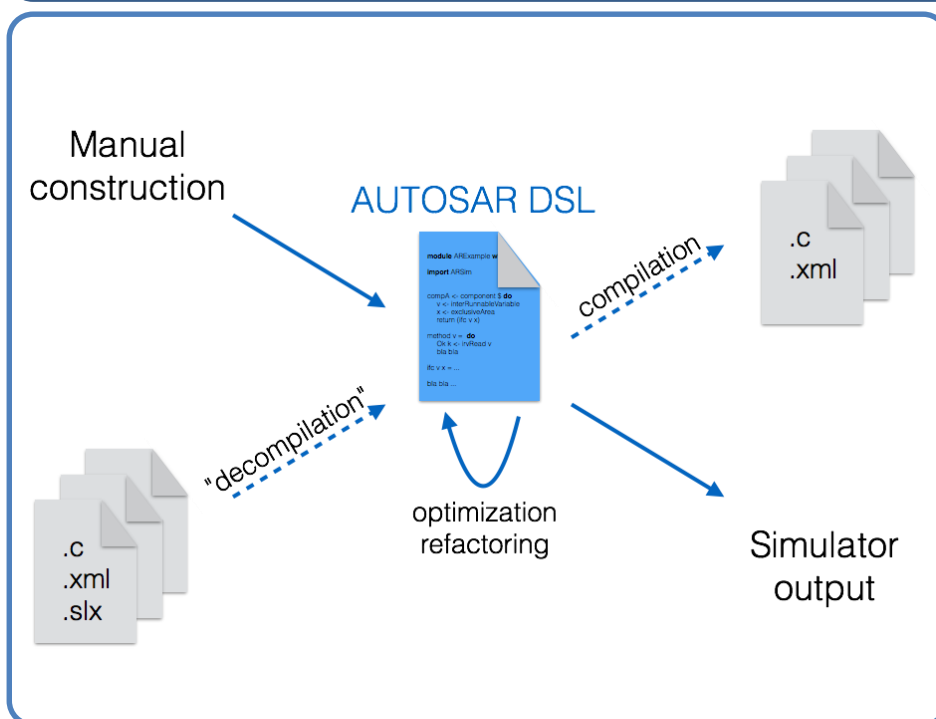 Manual
construction
AUTOSAR DSL
module ARExample w
import ARSim
compA <- component $ do
v <- interRunnableVariable
x <- exclusiveArea
return (ifc v x)
method v = do
Ok k <- irvRead v
bla bla
ifc v x = ...
bla bla ...
compilation
.c
.xml
"decompilation"
.c
.xml
.slx
optimization
refactoring
Simulator
output